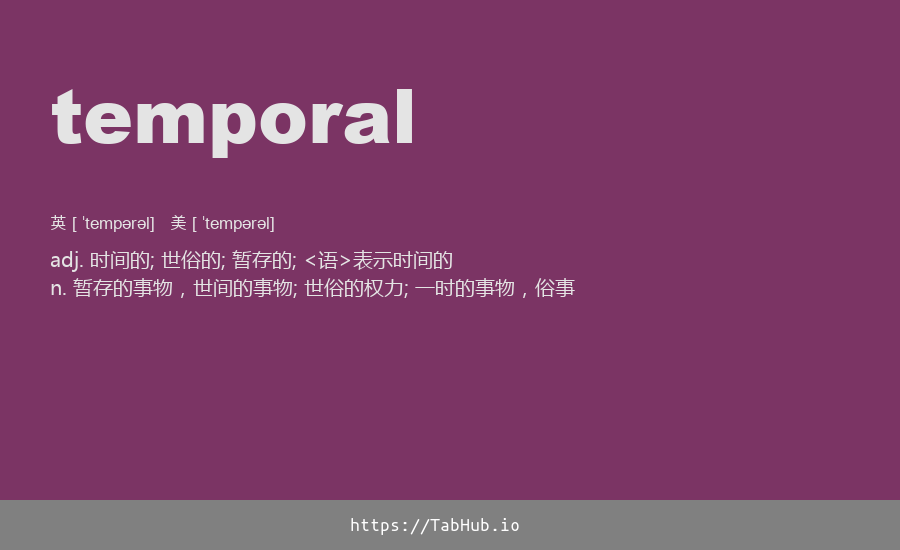 temporal
英 [ ˈtempərəl]   美 [ ˈtempərəl]
adj. 时间的; 世俗的; 暂存的; <语>表示时间的
n. 暂存的事物，世间的事物; 世俗的权力; 一时的事物，俗事
https://TabHub.io